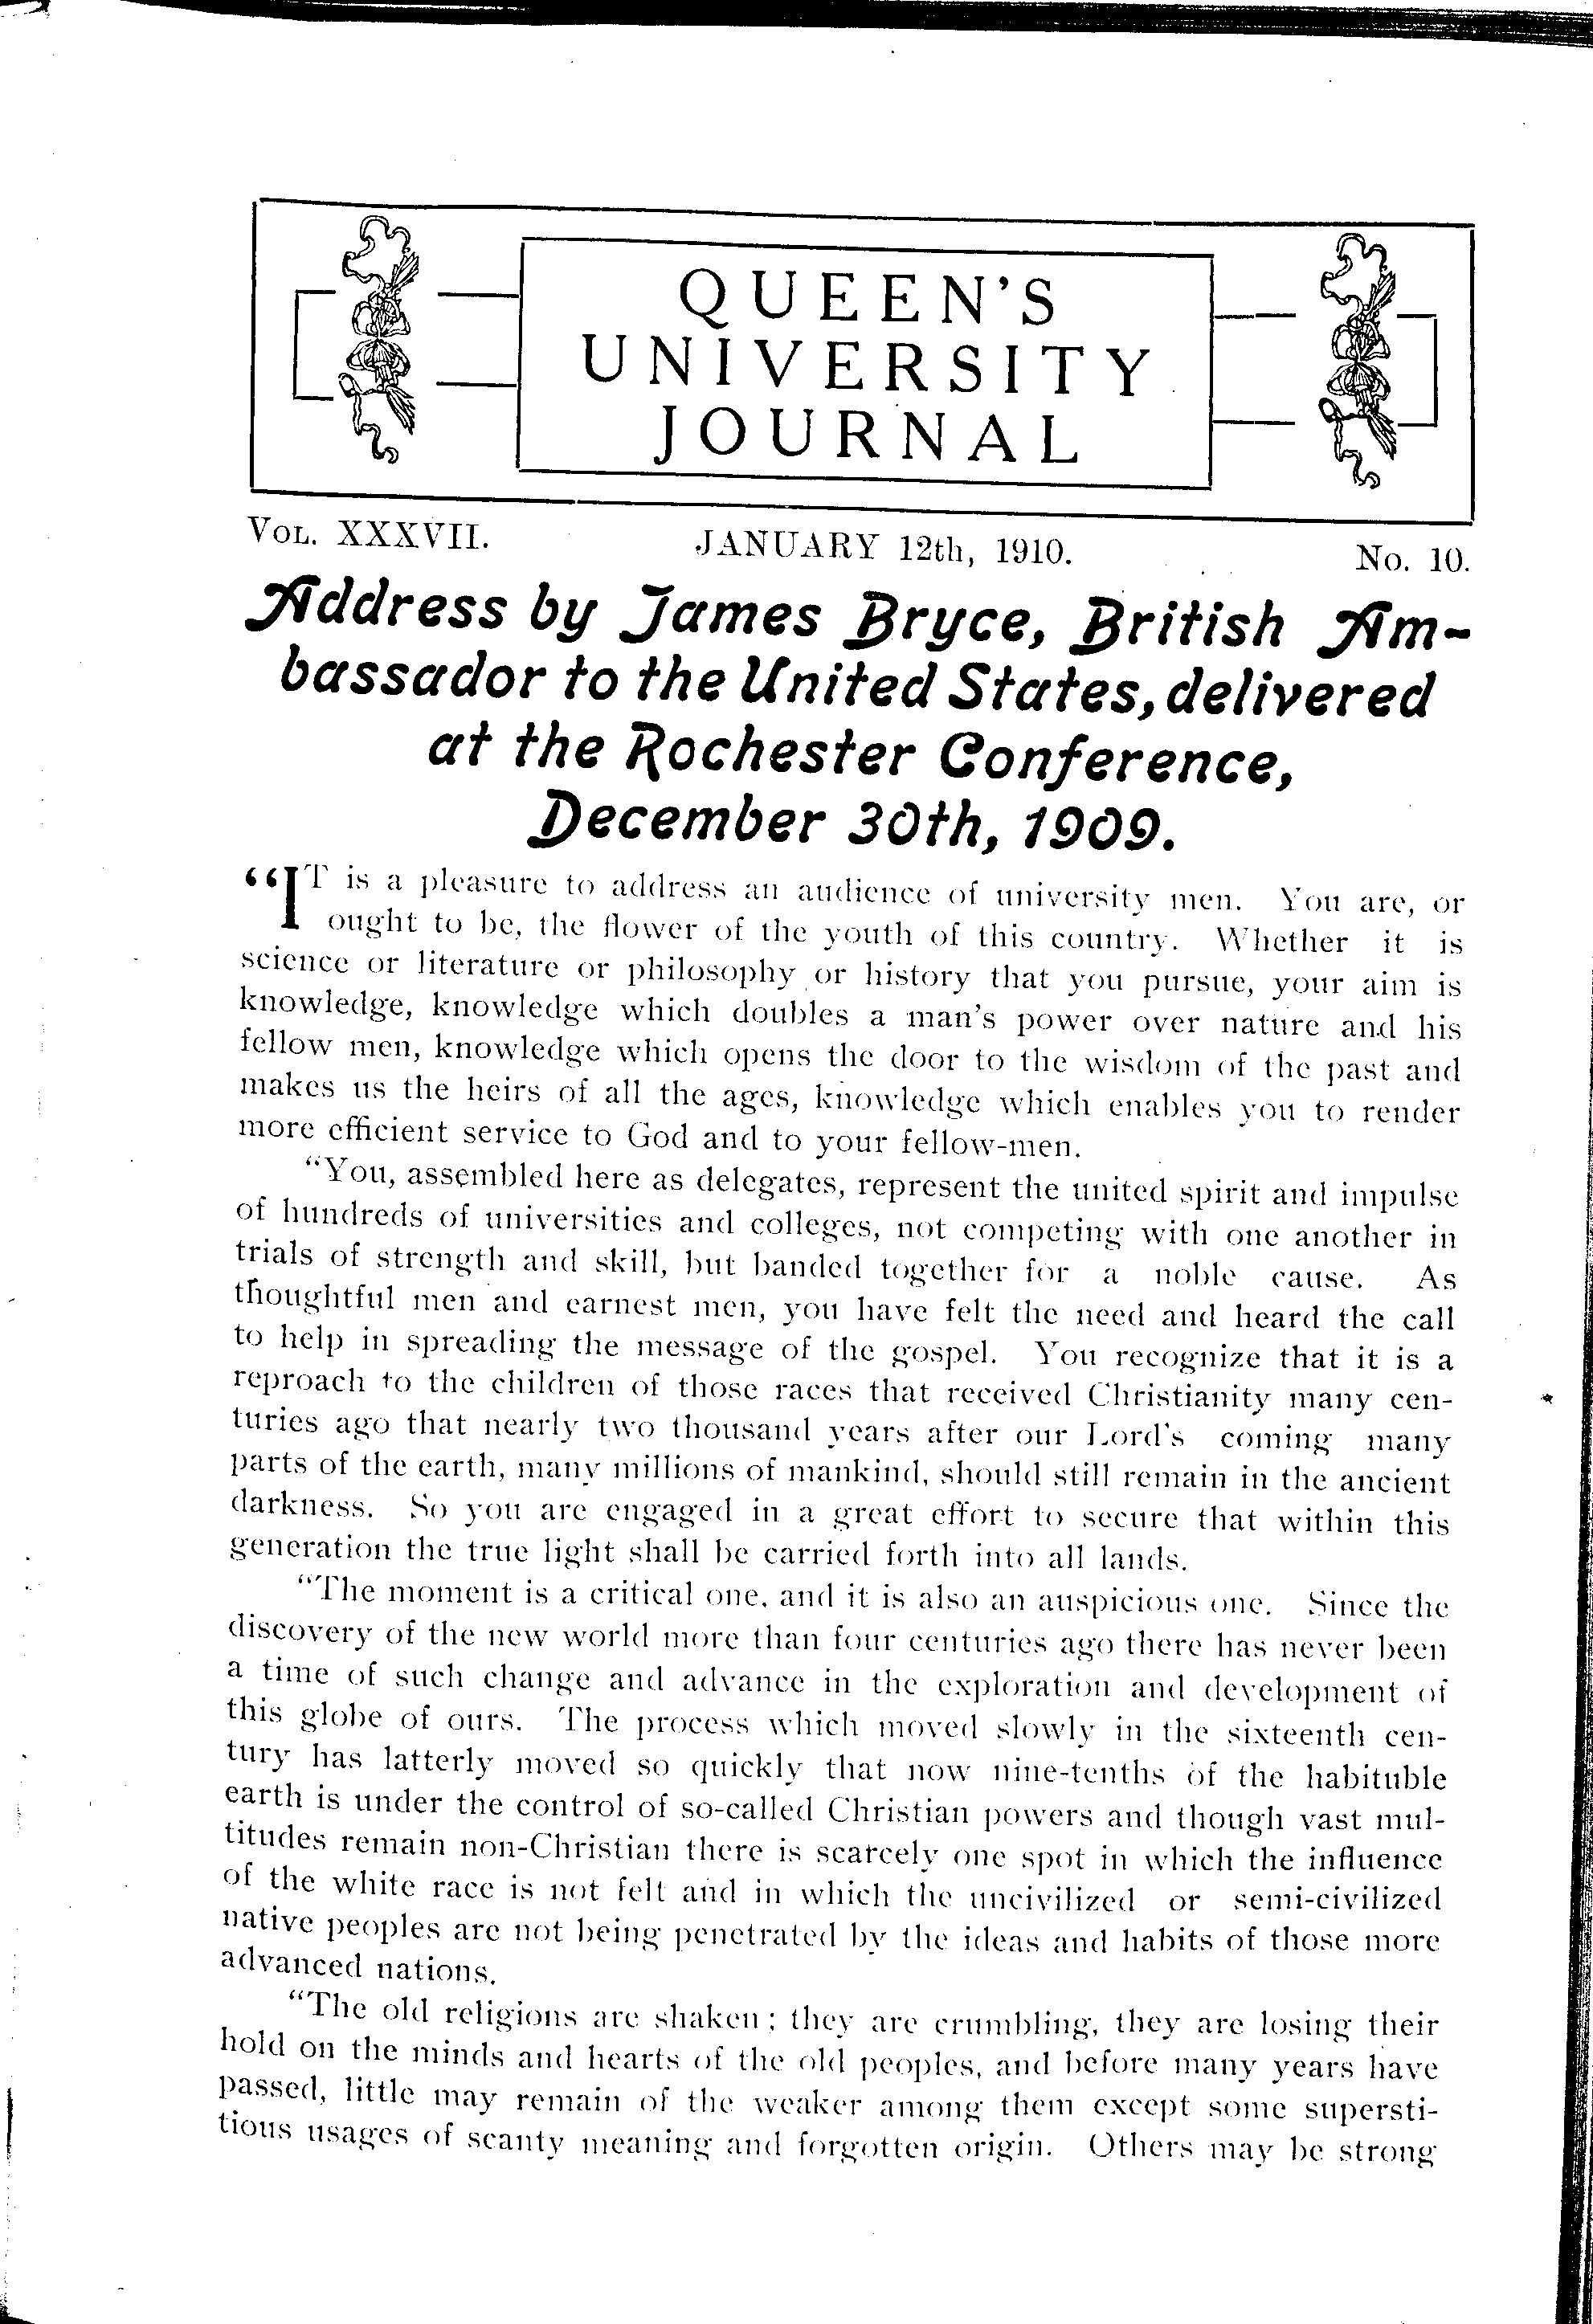 QUEEN'S
UNIVERSITY
JOURNAL
VOL. XXXVII. JANUARY 12th, 1910. No. 10.
Address by James Bryce, British Am-
bassador to the United States, delivered
at the Rochester Conference,
December 30th, 1909.
"IT is a pleasure to address an audience of university men. You are, or
ought to be, the flower of the youth of this country. Whether it is
science or literature or philosophy or history that you pursue, your aim is
knowledge, knowledge which doubles a man's power over nature and his
fellow men, knowledge which opens the door to the wisdom of the past and
makes us the heirs of all the ages, knowledge which enables you to render
more efficient service to God and to your fellow-men.
"You, assembled here as delegates, represent the united spirit and impulse
of hundreds of universities and colleges, not competing with one another in
trials of strength and skill, but banded together for a noble cause. As
thoughtful men and earnest men, you have felt the need and heard the call
to help in spreading the message of the gospel. You recognize that it is a
reproach to the children of those races that received Christianity many cen-
turies ago that nearly two thousand years after our Lord's coming many
parts of the earth, many millions of mankind, should still remain in the ancient
darkness. So you are engaged in a great effort to secure that within this
generation the true light shall be carried forth into all lands.
"The moment is a critical one, and it is also an auspicious one. Since the
discovery of the new world more than four centuries ago there has never been
a time of such change and advance in the exploration and development of
this globe of ours. The process which moved slowly in the sixteenth cen-
tury has latterly moved so quickly that now nine-tenths of the habituble
earth is under the control of so-called Christian powers and though vast mul-
titudes remain non-Christian there is scarcely one spot in which the influence
of the white race is not felt and in which the uncivilized or semi-civilized
native peoples are not being penetrated by the ideas and habits of those more
advanced nations.
"The old religions are shaken; they are crumbling, they are losing their
hold on the minds and hearts of the old peoples, and before many years have
passed, little may remain of the weaker among them except some supersti-
tious usages of scanty meaning and forgotten origin. Others may be strong